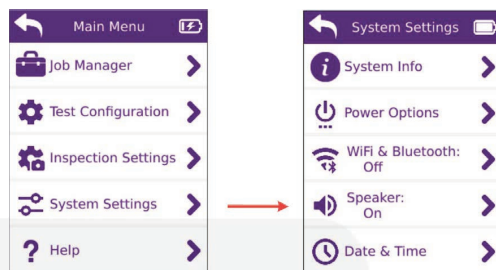 Main Menu
Job Manager
Test Configuration
Inspection Settings
System Settings
Help
System Settings
System Info
Power Options
WiFi & Bluetooth:
Off
Speaker:
On
Date & Time